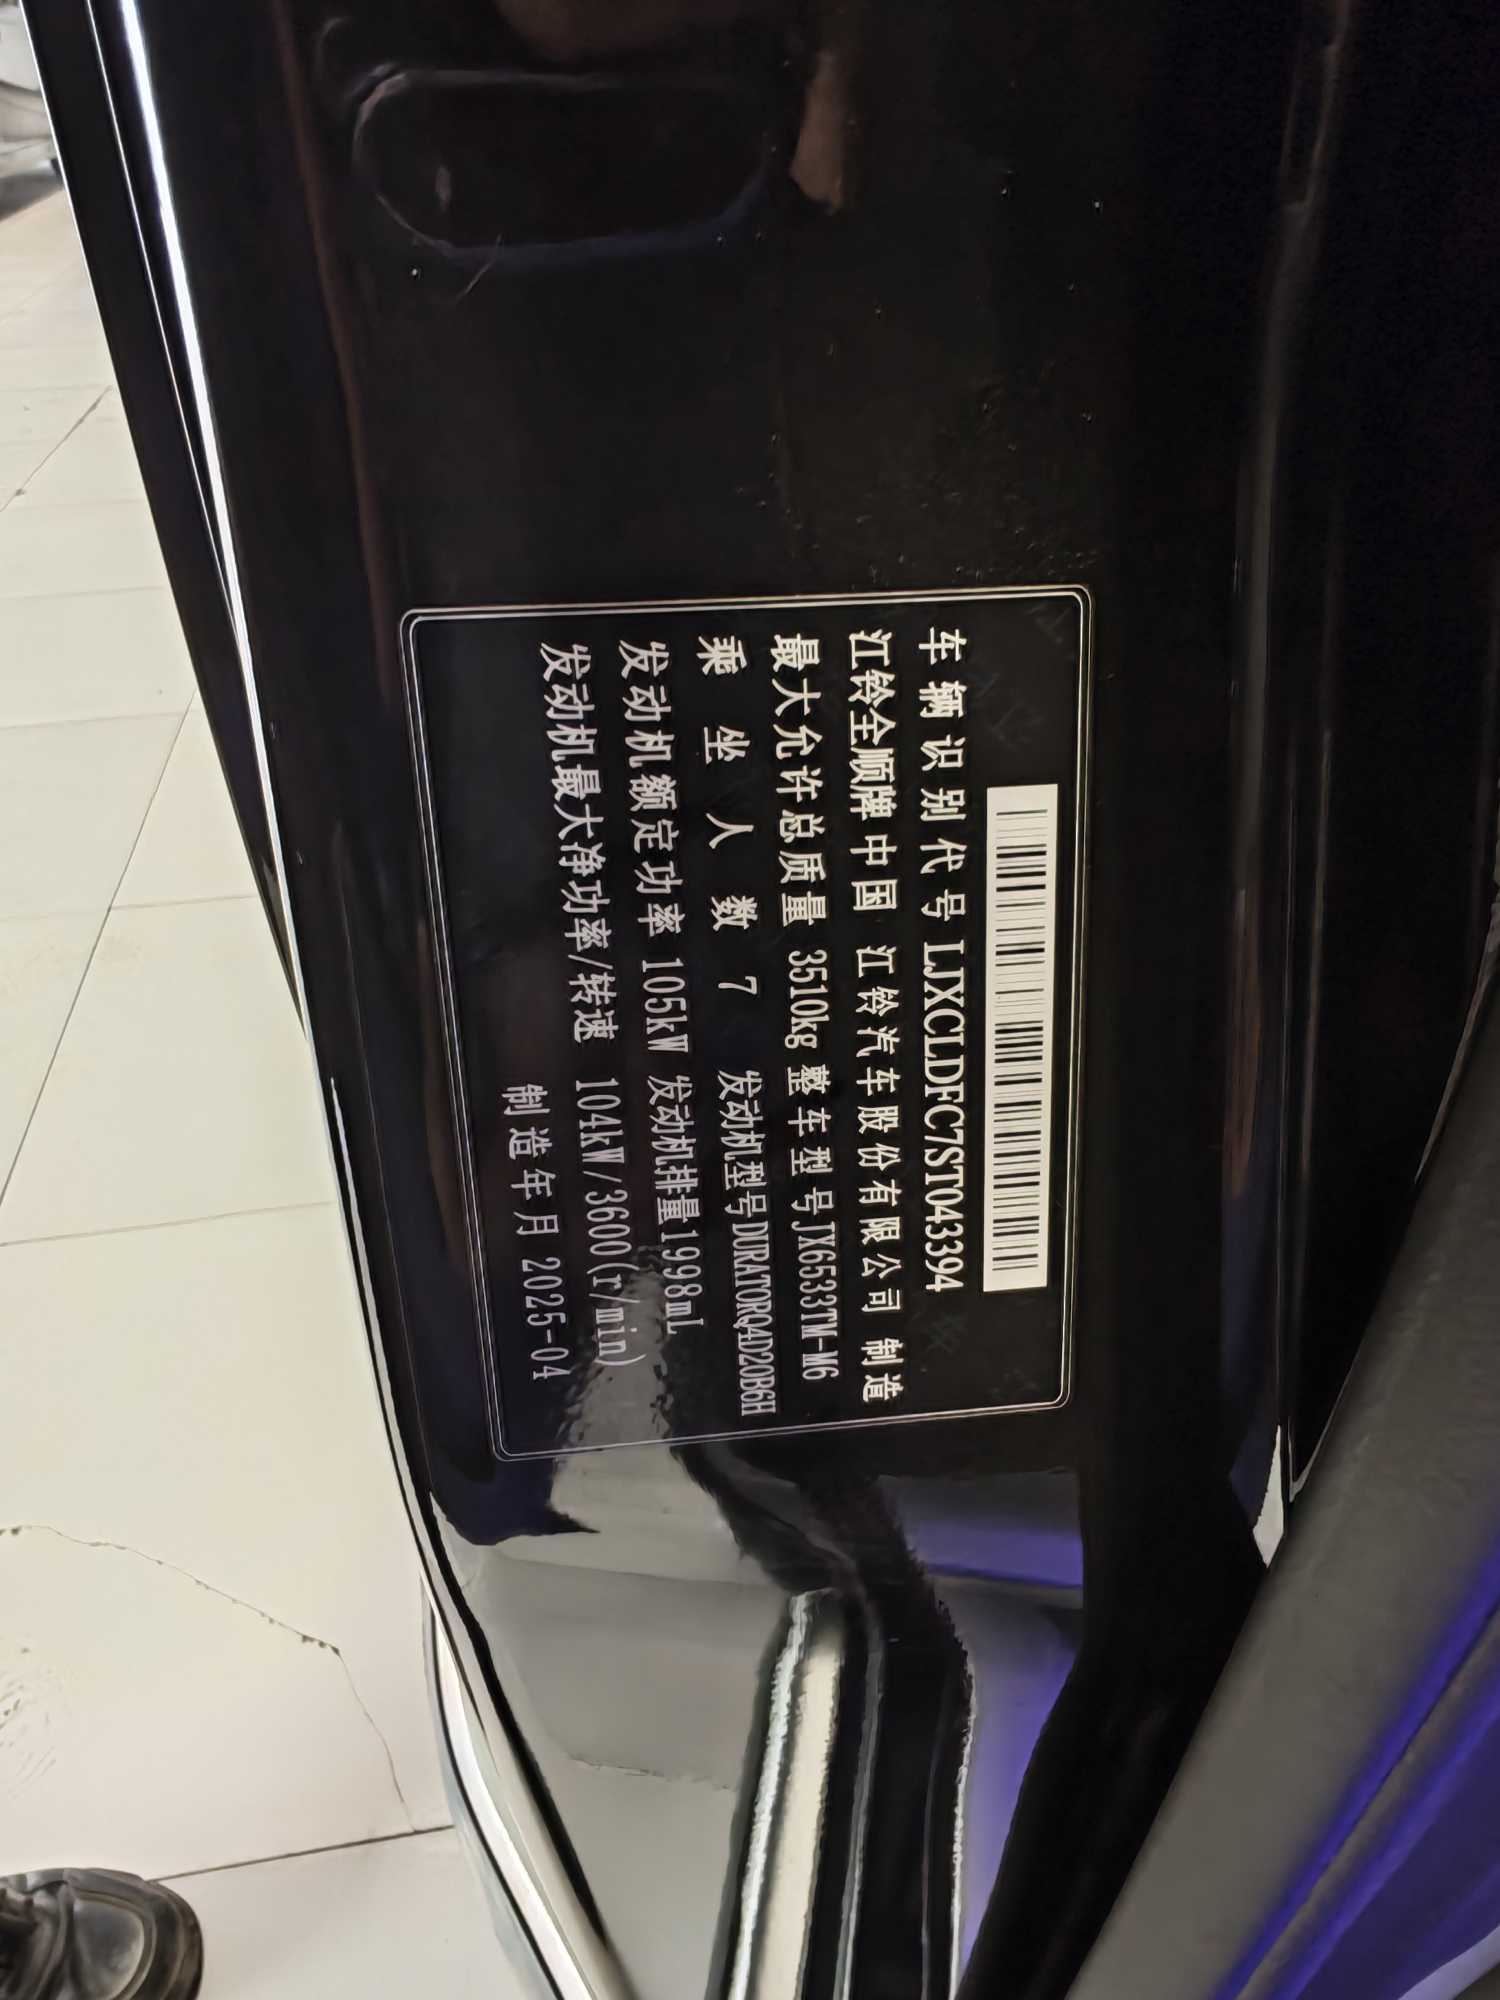 车辆识别代号 LJXCLDFC7ST043394
江铃全顺牌 中国 江铃汽车股份有限公司 制造
最大允许总质量 3510kg 整车型号 JX6533TM-M6
乘坐人数 7 发动机型号 DURATORQ4D20B6H
发动机额定功率 105kW 发动机排量 1998mL
发动机最大净功率/转速 104kW/3600(r/min)
制造年月 2025-04